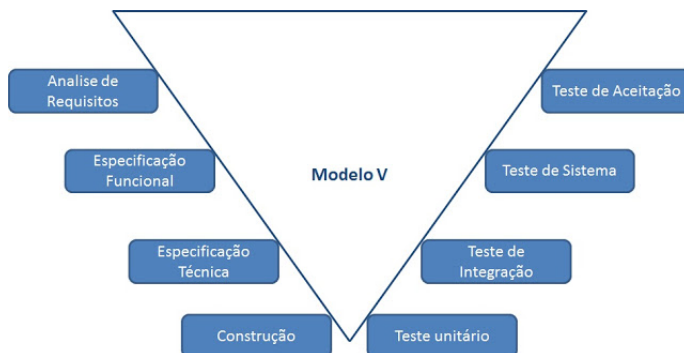 Analise de
Requisitos
Teste de Aceitação
Especificação
Funcional
Modelo V
Teste de Sistema
Especificação
Técnica
Teste de
Integração
Construção
Teste unitário